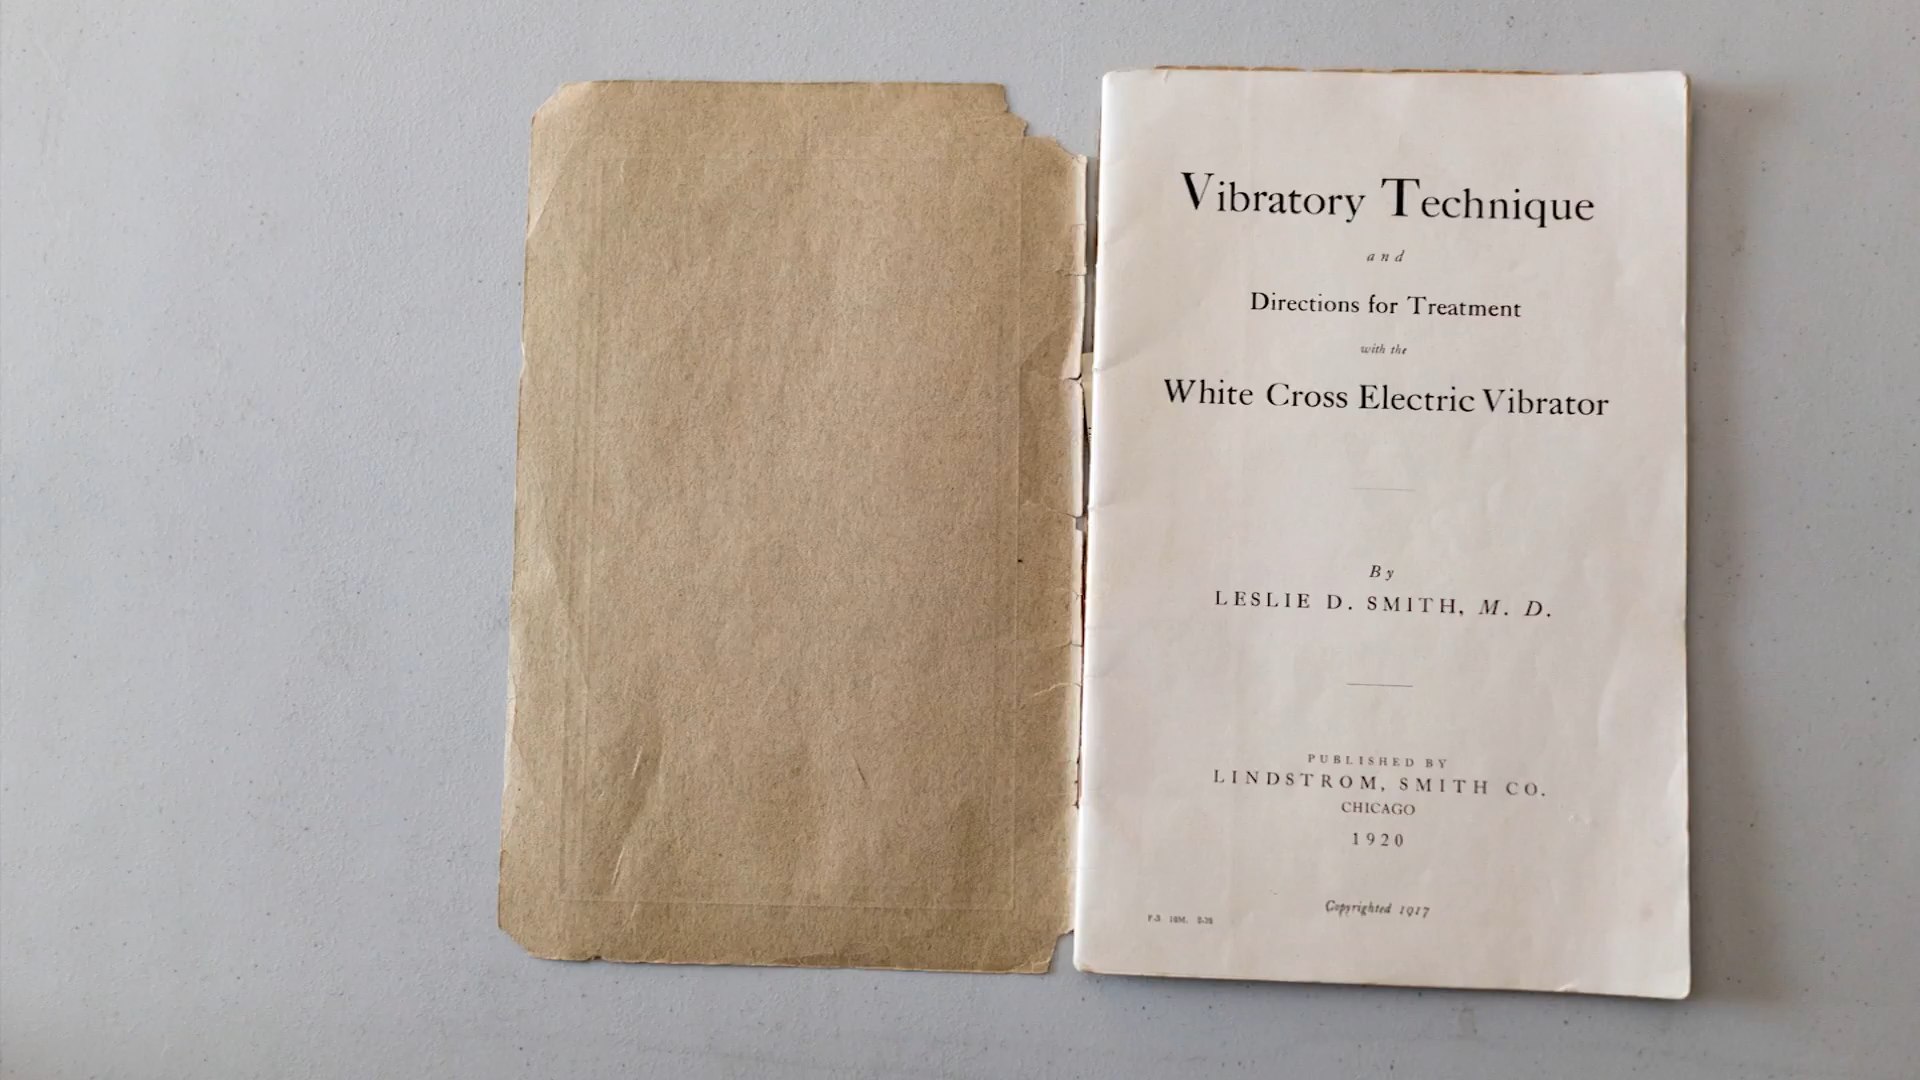 Vibratory Technique
and
Directions for Treatment
with the
White Cross Electric Vibrator
By
LESLIE D. SMITH, M. D.
PUBLISHED BY
LINDSTROM, SMITH CO.
CHICAGO
1920
Copyrighted 1917